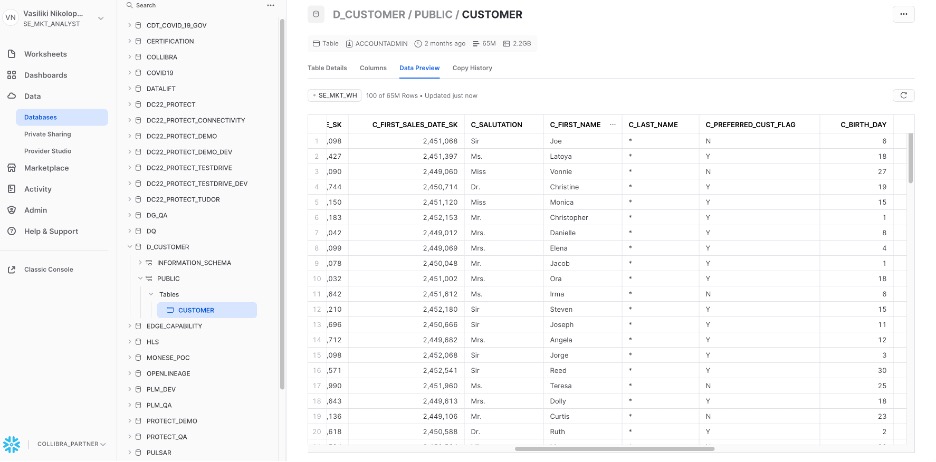 VN
Vasiliki Nikolop...
SE_MKT_ANALYST
Worksheets
Dashboards
Data
Databases
Private Sharing
Provider Studio
Marketplace
Activity
Admin
Help & Support
Classic Console
COLLIBRA_PARTNER
Search
...
CDT_COVID_19_GOV
CERTIFICATION
COLLIBRA
COVID19
DATALIFT
DC22_PROTECT
DC22_PROTECT_CONNECTIVITY
DC22_PROTECT_DEMO
DC22_PROTECT_DEMO_DEV
DC22_PROTECT_TESTDRIVE
DC22_PROTECT_TESTDRIVE_DEV
DC22_PROTECT_TUDOR
DG_QA
DQ
D_CUSTOMER
INFORMATION_SCHEMA
PUBLIC
Tables
CUSTOMER
EDGE_CAPABILITY
HLS
MONESE_POC
OPENLINEAGE
PLM_DEV
PLM_QA
PROTECT_DEMO
PROTECT_QA
PULSAR
D_CUSTOMER / PUBLIC / CUSTOMER
...
Table ACCOUNTADMIN 2 months ago 65M 2.2GB
Table Details Columns Data Preview Copy History
SE_MKT_WH 100 of 65M Rows • Updated just now
E_SK C_FIRST_SALES_DATE_SK C_SALUTATION C_FIRST_NAME ... C_LAST_NAME C_PREFERRED_CUST_FLAG C_BIRTH_DAY
1 ,098 2,451,068 Sir Joe * N 6
2 ,427 2,451,397 Ms. Latoya * Y 18
3 ,090 2,449,060 Miss Vonnie * N 27
4 ,744 2,450,714 Dr. Christine * Y 19
5 ,150 2,451,120 Miss Monica * Y 15
6 ,183 2,452,153 Mr. Christopher * Y 1
7 ,042 2,449,012 Mrs. Danielle * Y 8
8 ,099 2,449,069 Mrs. Elena * Y 4
9 ,078 2,450,048 Mr. Jacob * Y 1
10 ,032 2,451,002 Mrs. Ora * Y 18
11 ,642 2,451,612 Ms. Irma * N 6
12 ,210 2,452,180 Sir Steven * Y 15
13 ,696 2,450,666 Sir Joseph * Y 11
14 ,712 2,449,682 Mrs. Angela * Y 12
15 ,098 2,452,068 Sir Jorge * Y 3
16 ,571 2,452,541 Sir Reed * Y 30
17 ,990 2,451,960 Ms. Teresa * N 25
18 ,643 2,449,613 Mrs. Dolly * Y 18
19 ,136 2,449,106 Mr. Curtis * N 23
20 ,618 2,450,588 Dr. Ruth * Y 2